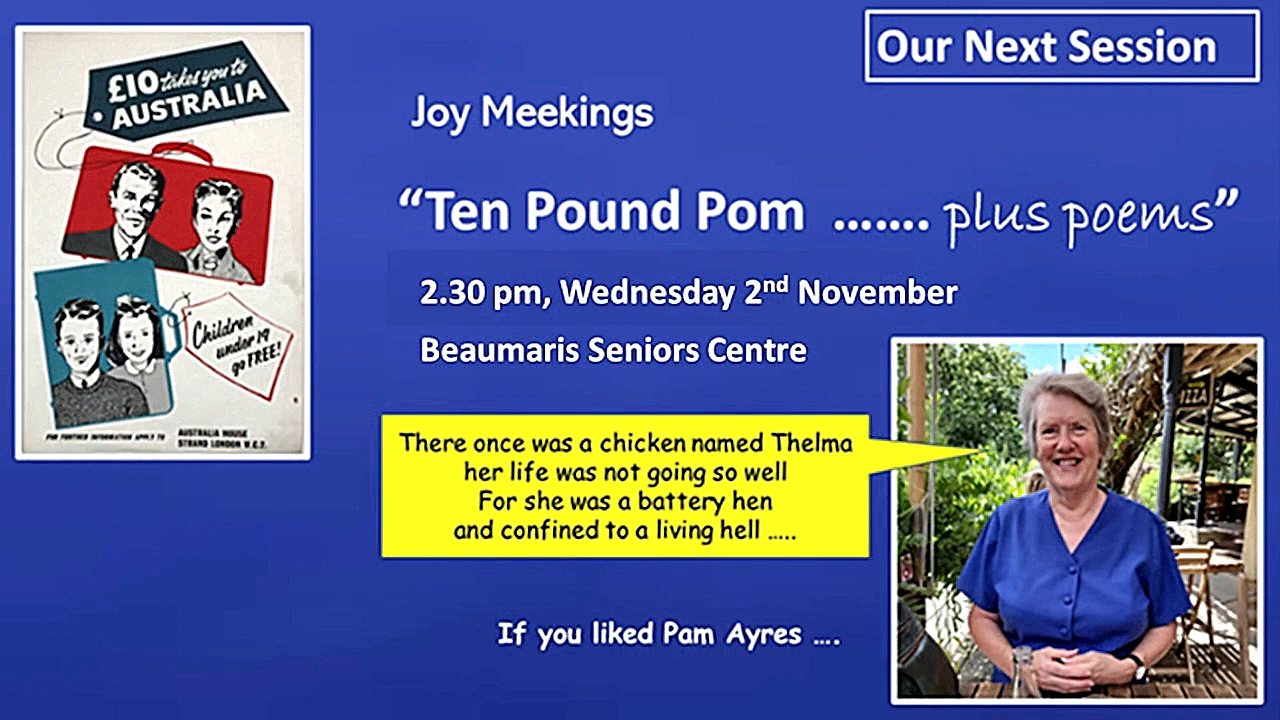 Our Next Session
£10 takes you to
AUSTRALIA
Children
under 19
go FREE!
FOR FURTHER INFORMATION APPLY TO
AUSTRALIA HOUSE
STRAND LONDON W.C.2.
Joy Meekings
“Ten Pound Pom ....... plus poems”
2.30 pm, Wednesday 2nd November
Beaumaris Seniors Centre
There once was a chicken named Thelma
her life was not going so well
For she was a battery hen
and confined to a living hell .....
If you liked Pam Ayres ....